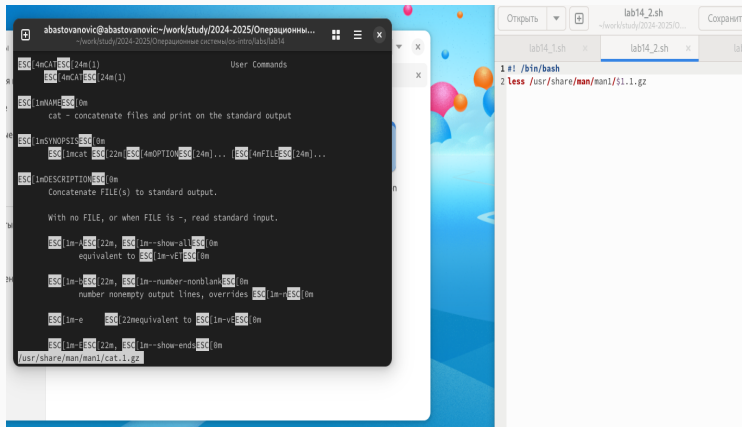 abastovanovic@abastovanovic:~/work/study/2024-2025/Операционны...
~/work/study/2024-2025/Операционные системы/os-intro/labs/lab14
ESC[4mCATESC[24m(1) User Commands
ESC[4mCATESC[24m(1)
ESC[1mNAMEESC[0m
cat - concatenate files and print on the standard output
ESC[1mSYNOPSISESC[0m
ESC[1mcat ESC[22m[ESC[4mOPTIONESC[24m]... [ESC[4mFILEESC[24m]...
ESC[1mDESCRIPTIONESC[0m
Concatenate FILE(s) to standard output.
With no FILE, or when FILE is -, read standard input.
ESC[1m-AESC[22m, ESC[1m--show-allESC[0m
equivalent to ESC[1m-vETESC[0m
ESC[1m-bESC[22m, ESC[1m--number-nonblankESC[0m
number nonempty output lines, overrides ESC[1m-nESC[0m
ESC[1m-e ESC[22mequivalent to ESC[1m-vEESC[0m
ESC[1m-EESC[22m, ESC[1m--show-endsESC[0m
/usr/share/man/man1/cat.1.gz
Открыть
lab14_2.sh
~/work/study/2024-2025/О...
Сохранит
lab14_1.sh
lab14_2.sh
1 #! /bin/bash
2 less /usr/share/man/man1/$1.1.gz